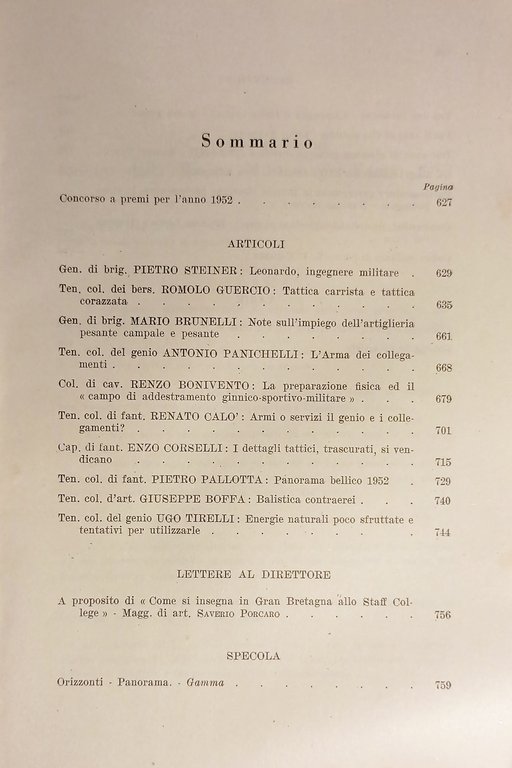 Sommario
Pagina
Concorso a premi per l'anno 1952 . . . . . . . . 627
ARTICOLI
Gen. di brig. PIETRO STEINER: Leonardo, ingegnere militare . 629
Ten. col. dei bers. ROMOLO GUERCIO: Tattica carrista e tattica
corazzata . . . . . . . . . . . . 635
Gen. di brig. MARIO BRUNELLI: Note sull'impiego dell'artiglieria
pesante campale e pesante . . . . . . . . 661
Ten. col. del genio ANTONIO PANICHELLI: L'Arma dei collega-
menti . . . . . . . . . . . . . 668
Col. di cav. RENZO BONIVENTO: La preparazione fisica ed il
« campo di addestramento ginnico-sportivo-militare » . . . 679
Ten. col. di fant. RENATO CALO': Armi o servizi il genio e i colle-
gamenti? . . . . . . . . . . . . 701
Cap. di fant. ENZO CORSELLI: I dettagli tattici, trascurati, si ven-
dicano . . . . . . . . . . . . 715
Ten. col. di fant. PIETRO PALLOTTA: Panorama bellico 1952 . 729
Ten. col. d'art. GIUSEPPE BOFFA: Balistica contraerei . . . 740
Ten. col. del genio UGO TIRELLI: Energie naturali poco sfruttate e
tentativi per utilizzarle . . . . . . . . . 744
LETTERE AL DIRETTORE
A proposito di « Come si insegna in Gran Bretagna allo Staff Col-
lege » - Magg. di art. SAVERIO PORCARO . . . . . . 756
SPECOLA
Orizzonti - Panorama. - Gamma . . . . . . . . 759